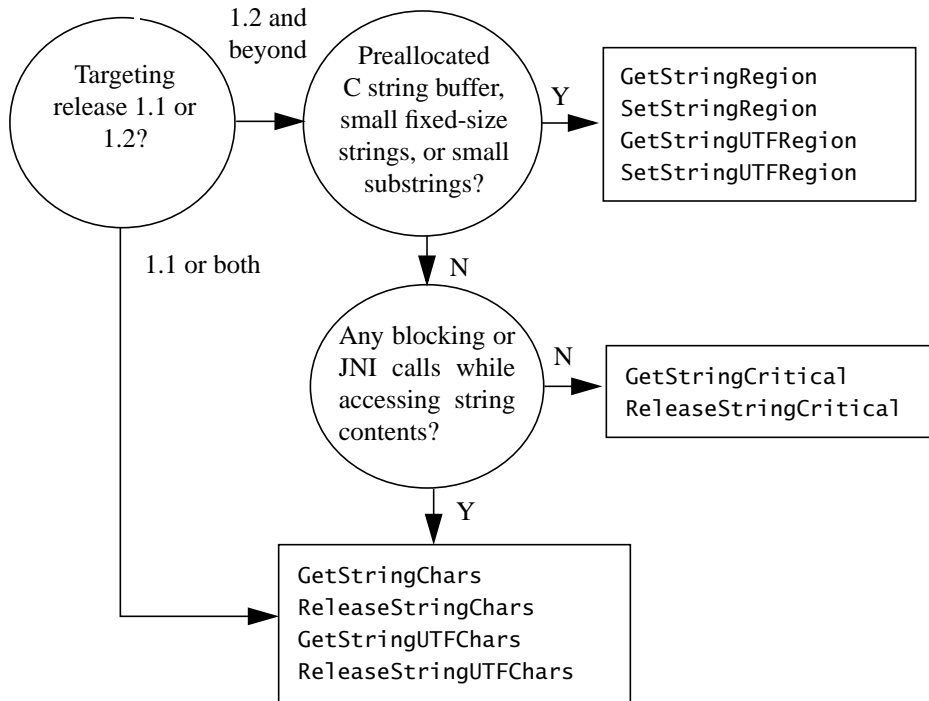 Targeting
release 1.1 or
1.2?
1.2 and
beyond
Preallocated
C string buffer,
small fixed-size
strings, or small
substrings?
Y
GetStringRegion
SetStringRegion
GetStringUTFRegion
SetStringUTFRegion
1.1 or both
N
Any blocking or
JNI calls while
accessing string
contents?
N
GetStringCritical
ReleaseStringCritical
Y
GetStringChars
ReleaseStringChars
GetStringUTFChars
ReleaseStringUTFChars